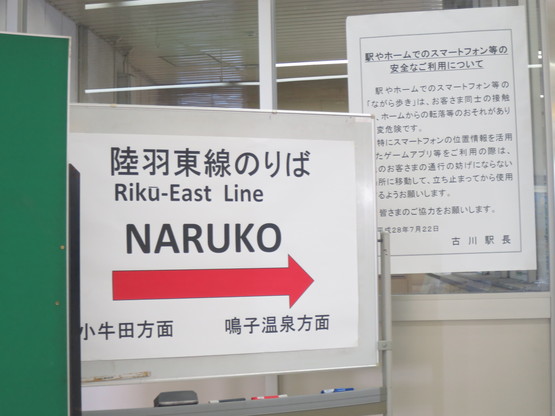 陸羽東線のりば
Rikū-East Line
NARUKO
小牛田方面
鳴子温泉方面
駅やホームでのスマートフォン等の
安全なご利用について
駅やホームでのスマートフォン等の
「ながら歩き」は、お客さま同士の接触
、ホームからの転落等のおそれがあり
変危険です。
特にスマートフォンの位置情報を活用
たゲームアプリ等をご利用の際は、
のお客さまの通行の妨げにならない
所に移動して、立ち止まってから使用
るようお願いします。
皆さまのご協力をお願いします。
平成28年7月22日
古川駅長